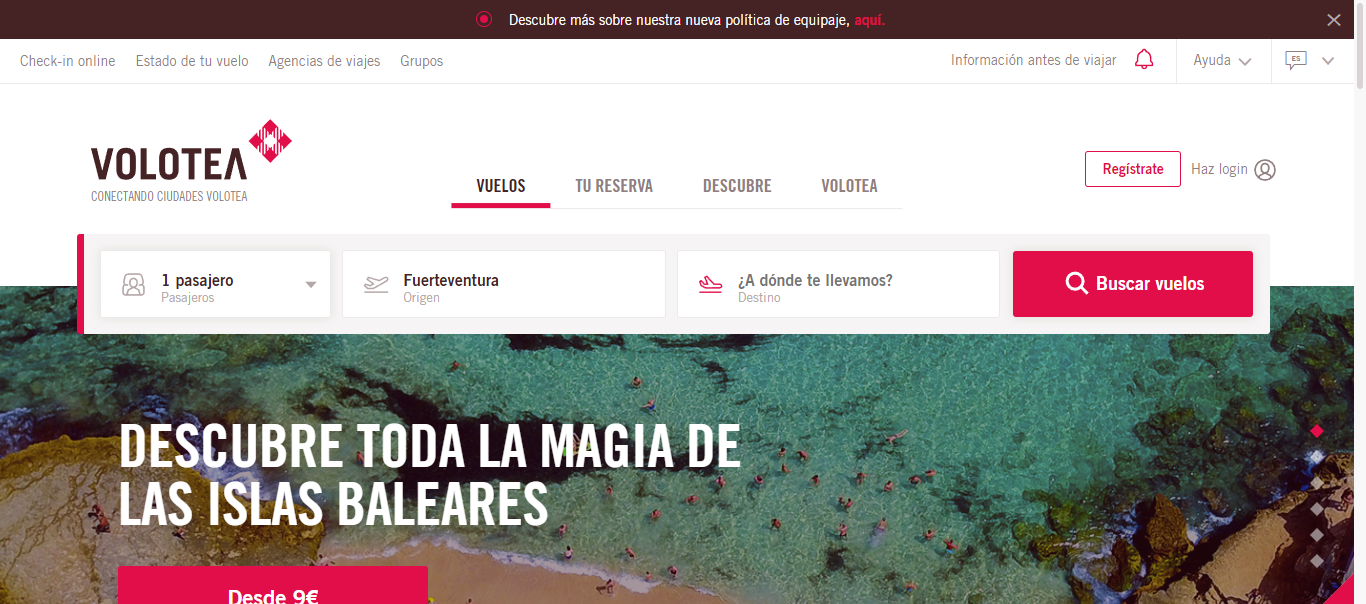 Descubre más sobre nuestra nueva política de equipaje, aquí.
Check-in online Estado de tu vuelo Agencias de viajes Grupos Información antes de viajar Ayuda ES
VOLOTEA
CONECTANDO CIUDADES VOLOTEA
VUELOS TU RESERVA DESCUBRE VOLOTEA
Regístrate Haz login
1 pasajero
Pasajeros
Fuerteventura
Origen
¿A dónde te llevamos?
Destino
Buscar vuelos
DESCUBRE TODA LA MAGIA DE
LAS ISLAS BALEARES
Desde 9€